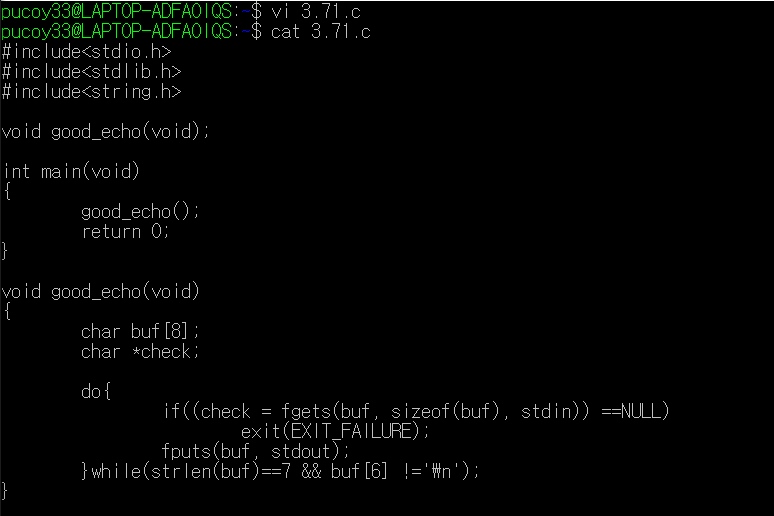 pucoy33@LAPTOP-ADFAOIQS:~$ vi 3.71.c
pucoy33@LAPTOP-ADFAOIQS:~$ cat 3.71.c
#include<stdio.h>
#include<stdlib.h>
#include<string.h>
void good_echo(void);
int main(void)
{
good_echo();
return 0;
}
void good_echo(void)
{
char buf[8];
char *check;
do{
if((check = fgets(buf, sizeof(buf), stdin)) ==NULL)
exit(EXIT_FAILURE);
fputs(buf, stdout);
}while(strlen(buf)==7 && buf[6] !='₩n');
}